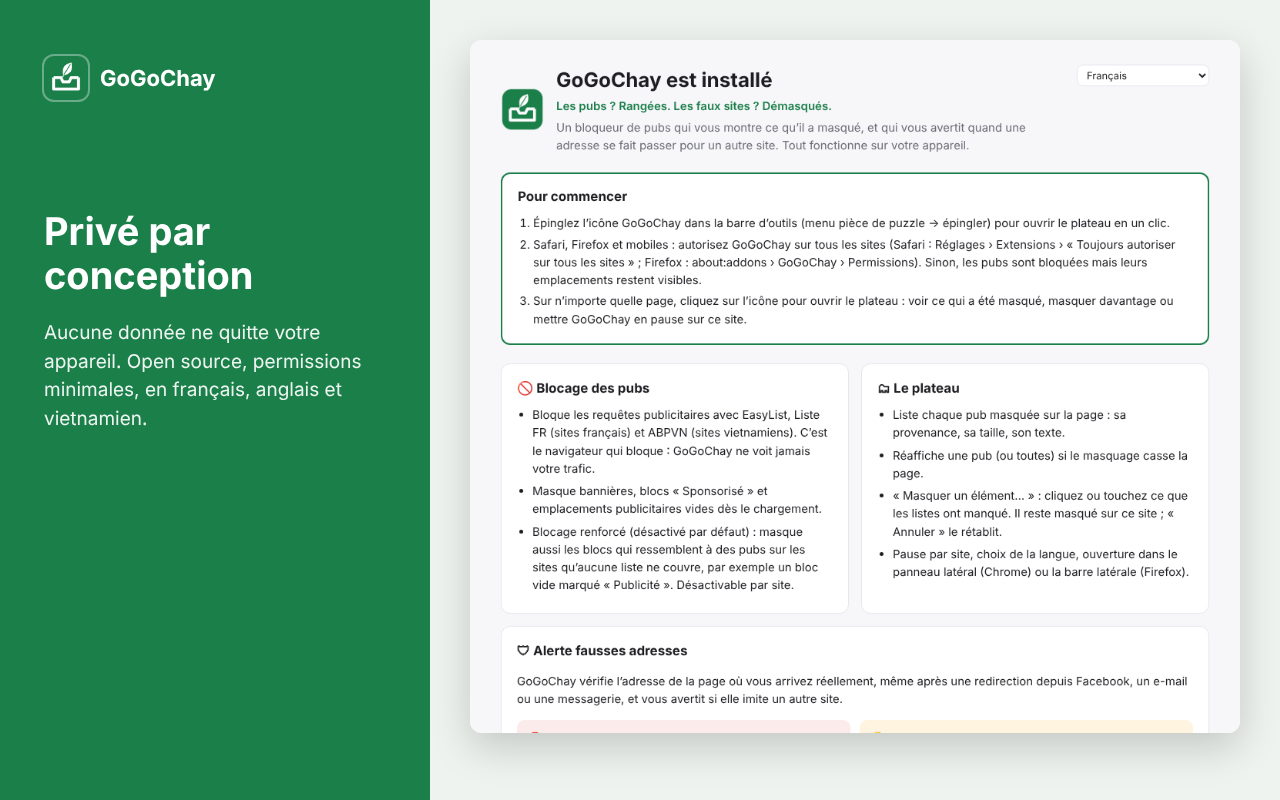 GoGoChay
Privé par
conception
Aucune donnée ne quitte votre
appareil. Open source, permissions
minimales, en français, anglais et
vietnamien.
GoGoChay est installé
Français
Les pubs ? Rangées. Les faux sites ? Démasqués.
Un bloqueur de pubs qui vous montre ce qu’il a masqué, et qui vous avertit quand une
adresse se fait passer pour un autre site. Tout fonctionne sur votre appareil.
Pour commencer
1. Épinglez l’icône GoGoChay dans la barre d’outils (menu pièce de puzzle → épingler) pour ouvrir le plateau en un clic.
2. Safari, Firefox et mobiles : autorisez GoGoChay sur tous les sites (Safari : Réglages › Extensions › « Toujours autoriser
sur tous les sites » ; Firefox : about:addons › GoGoChay › Permissions). Sinon, les pubs sont bloquées mais leurs
emplacements restent visibles.
3. Sur n’importe quelle page, cliquez sur l’icône pour ouvrir le plateau : voir ce qui a été masqué, masquer davantage ou
mettre GoGoChay en pause sur ce site.
🚫 Blocage des pubs
• Bloque les requêtes publicitaires avec EasyList, Liste
FR (sites français) et ABPVN (sites vietnamiens). C’est
le navigateur qui bloque : GoGoChay ne voit jamais
votre trafic.
• Masque bannières, blocs « Sponsorisé » et
emplacements publicitaires vides dès le chargement.
• Blocage renforcé (désactivé par défaut) : masque
aussi les blocs qui ressemblent à des pubs sur les
sites qu’aucune liste ne couvre, par exemple un bloc
vide marqué « Publicité ». Désactivable par site.
🗂 Le plateau
• Liste chaque pub masquée sur la page : sa
provenance, sa taille, son texte.
• Réaffiche une pub (ou toutes) si le masquage casse la
page.
• « Masquer un élément… » : cliquez ou touchez ce que
les listes ont manqué. Il reste masqué sur ce site ; «
Annuler » le rétablit.
• Pause par site, choix de la langue, ouverture dans le
panneau latéral (Chrome) ou la barre latérale (Firefox).
🛡 Alerte fausses adresses
GoGoChay vérifie l’adresse de la page où vous arrivez réellement, même après une redirection depuis Facebook, un e-mail
ou une messagerie, et vous avertit si elle imite un autre site.